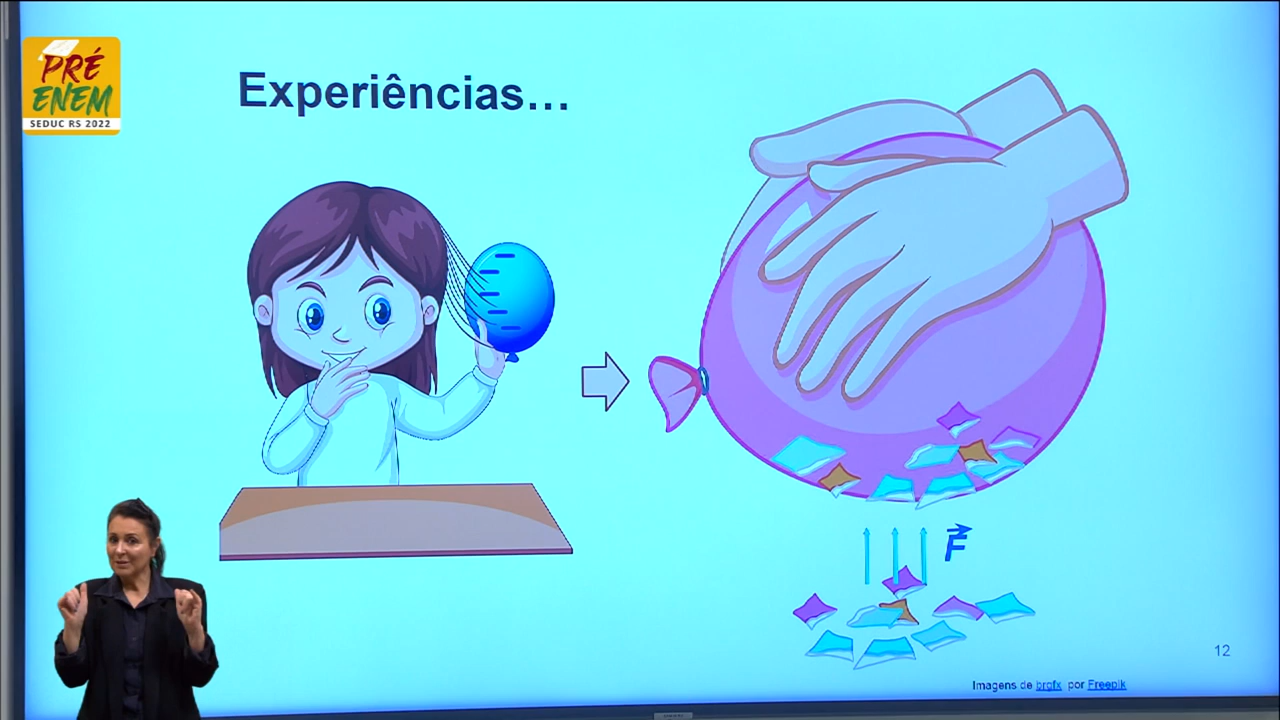 PRÉ
ENEM
SEDUC RS 2022
Experiências...
F
12
Imagens de brgfx por Freepik